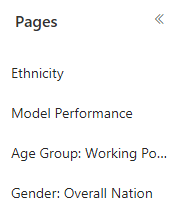 Pages
Ethnicity
Model Performance
Age Group: Working Po...
Gender: Overall Nation